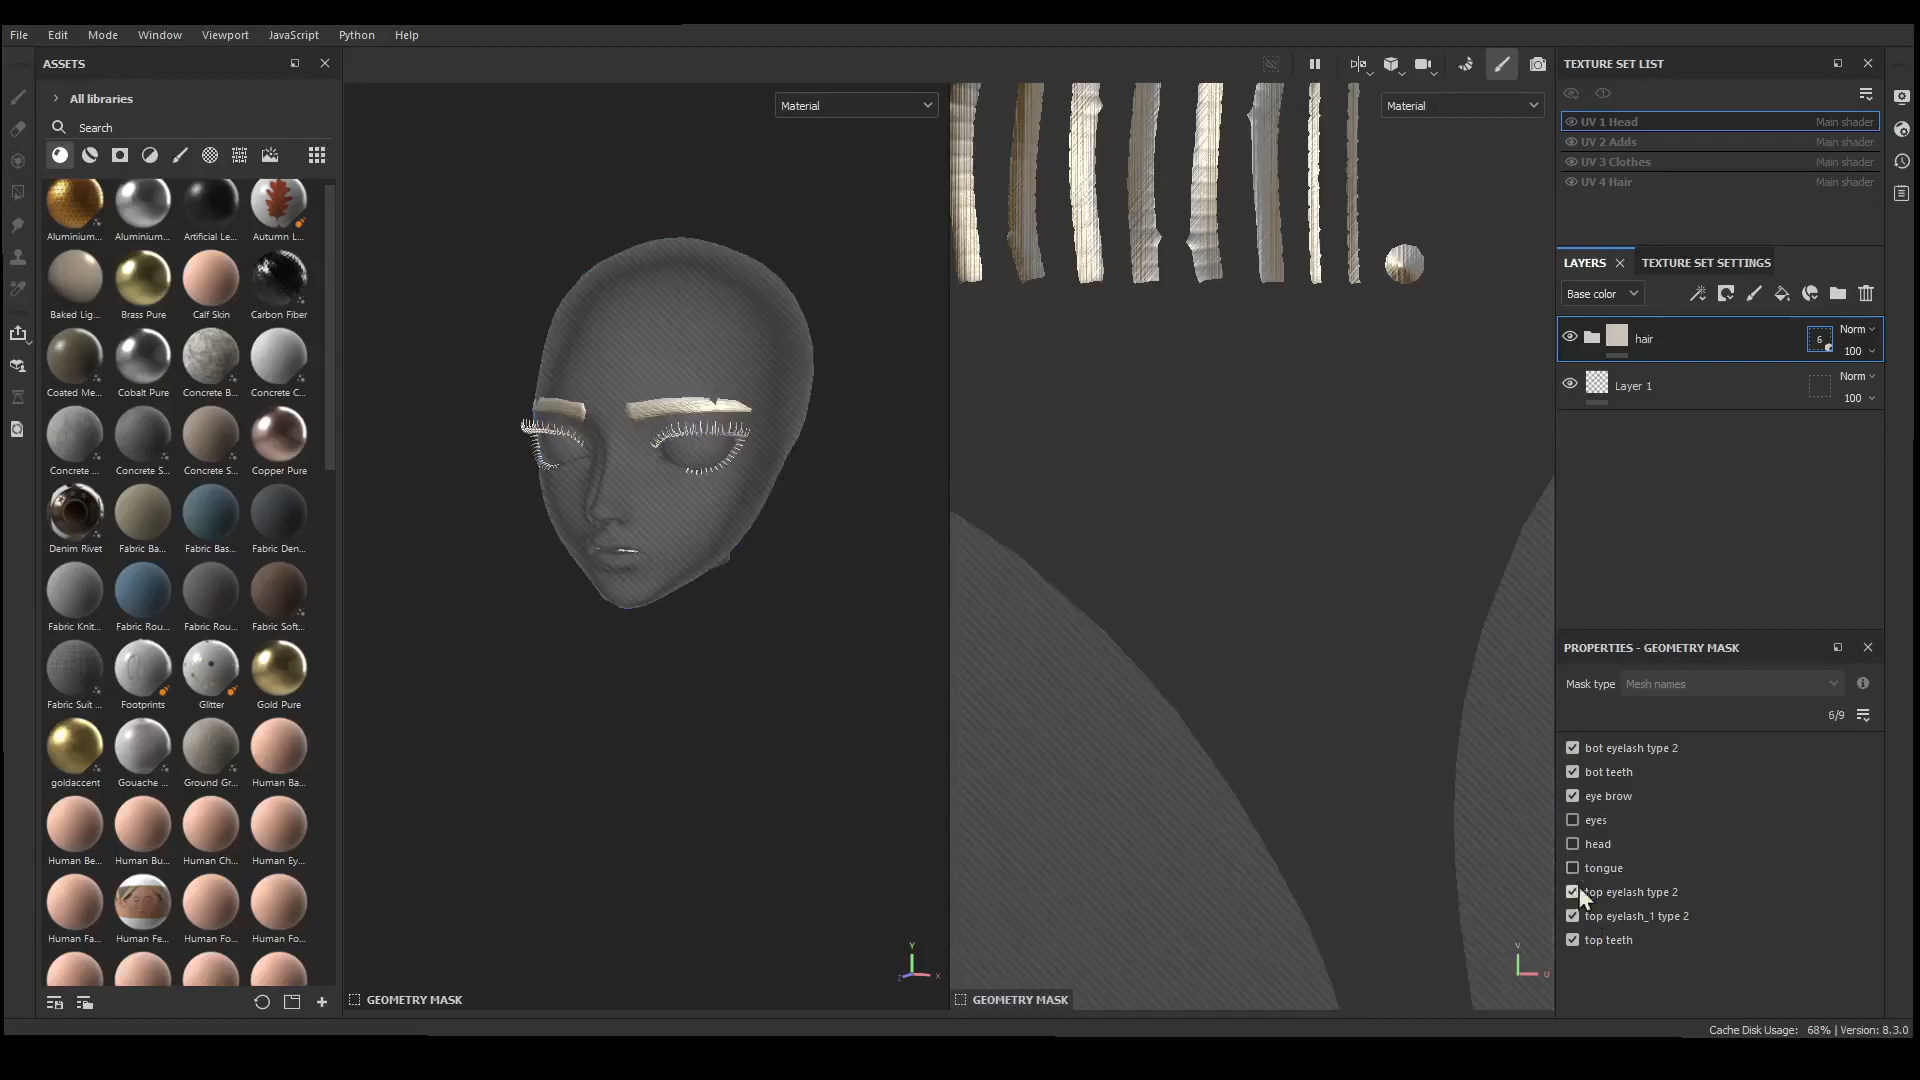 File Edit Mode Window Viewport JavaScript Python Help
ASSETS
All libraries
Search
Aluminium... Aluminium... Artificial Le... Autumn L...
Baked Lig... Brass Pure Calf Skin Carbon Fiber
Coated Me... Cobalt Pure Concrete B... Concrete C...
Concrete ... Concrete S... Concrete S... Copper Pure
Denim Rivet Fabric Ba... Fabric Bas... Fabric Den...
Fabric Knit... Fabric Rou... Fabric Rou... Fabric Soft...
Fabric Suit ... Footprints Glitter Gold Pure
goldaccent Gouache ... Ground Gr... Human Ba...
Human Be... Human Bu... Human Ch... Human Ey...
Human Fa... Human Fe... Human Fo... Human Fo...
Material
Y
X
Z
GEOMETRY MASK
Material
V
U
GEOMETRY MASK
TEXTURE SET LIST
UV 1 Head Main shader
UV 2 Adds Main shader
UV 3 Clothes Main shader
UV 4 Hair Main shader
LAYERS TEXTURE SET SETTINGS
Base color
hair 6 Norm
100
Layer 1 Norm
100
PROPERTIES - GEOMETRY MASK
Mask type Mesh names
6/9
bot eyelash type 2
bot teeth
eye brow
eyes
head
tongue
top eyelash type 2
top eyelash_1 type 2
top teeth
Cache Disk Usage: 68% | Version: 8.3.0